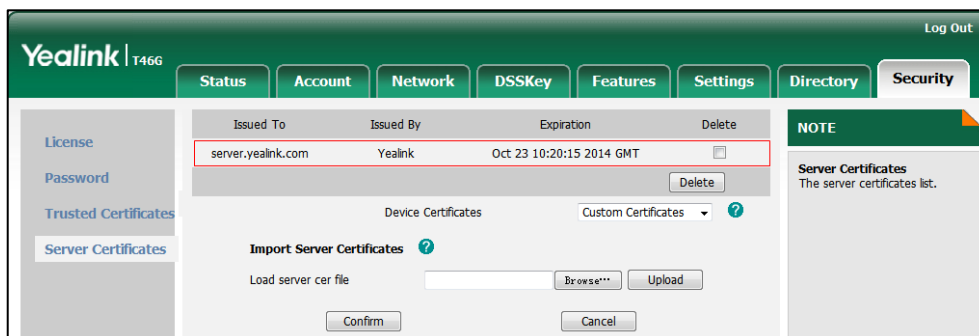 Log Out
Yealink T46G
Status Account Network DSSKey Features Settings Directory Security
License
Password
Trusted Certificates
Server Certificates
Issued To Issued By Expiration Delete
server.yealink.com Yealink Oct 23 10:20:15 2014 GMT
Delete
Device Certificates Custom Certificates ?
Import Server Certificates ?
Load server cer file Browse... Upload
Confirm Cancel
NOTE
Server Certificates
The server certificates list.